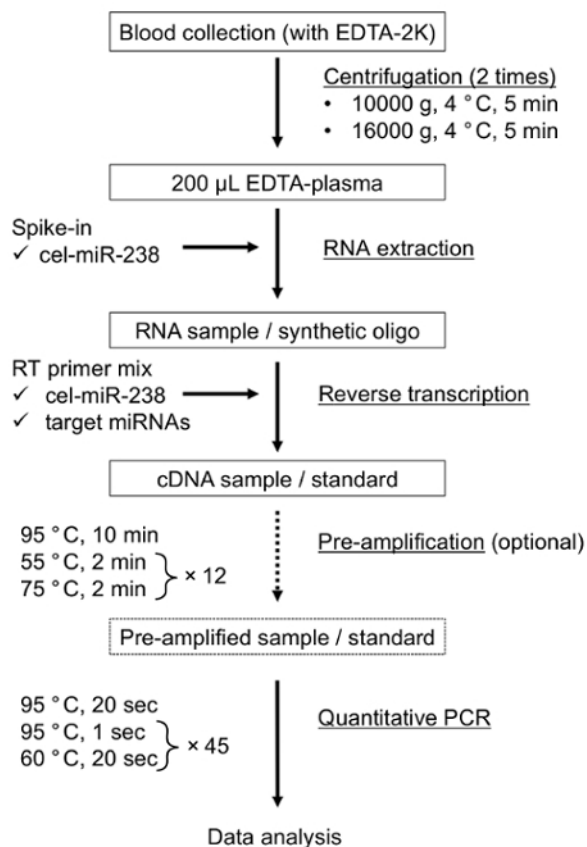 Blood collection (with EDTA-2K)
Centrifugation (2 times)
• 10000 g, 4 °C, 5 min
• 16000 g, 4 °C, 5 min
200 µL EDTA-plasma
Spike-in
✓ cel-miR-238
RNA extraction
RNA sample / synthetic oligo
RT primer mix
✓ cel-miR-238
✓ target miRNAs
Reverse transcription
cDNA sample / standard
95 °C, 10 min
55 °C, 2 min
75 °C, 2 min
× 12
Pre-amplification (optional)
Pre-amplified sample / standard
95 °C, 20 sec
95 °C, 1 sec
60 °C, 20 sec
× 45
Quantitative PCR
Data analysis